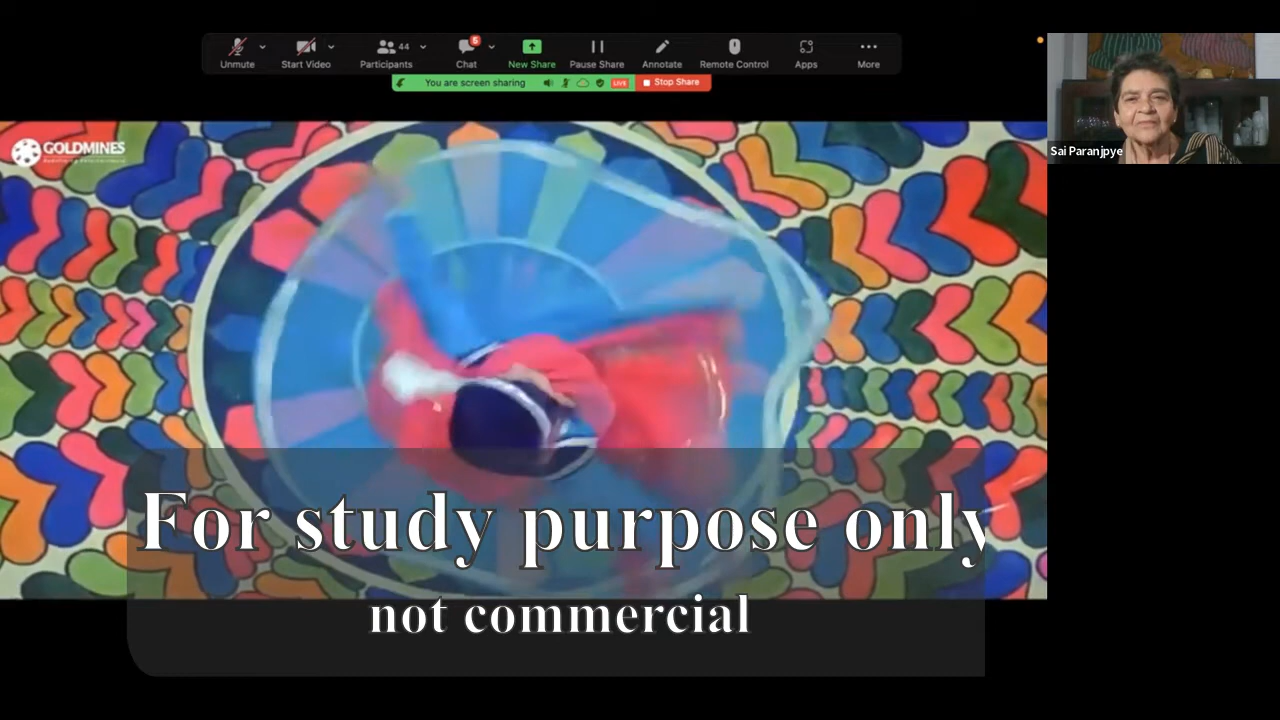 Unmute
Start Video
44
Participants
5
Chat
New Share
Pause Share
Annotate
Remote Control
Apps
More
You are screen sharing
LIVE
Stop Share
GOLDMINES
Sai Paranjpye
For study purpose only
not commercial